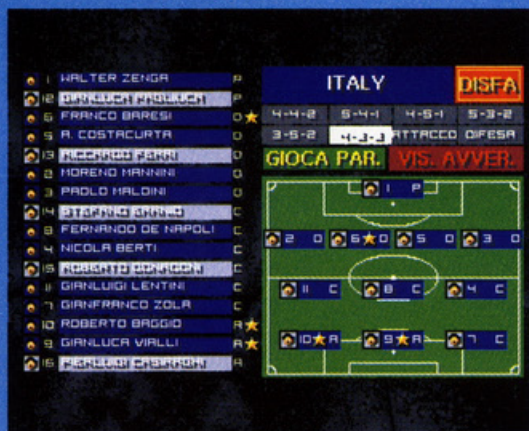 1 WALTER ZENGA P
12 GIANLUCA PAGLIUCA P
6 FRANCO BARESI D
5 A. COSTACURTA D
13 RICCARDO FERRI D
2 MORENO MANNINI D
3 PAOLO MALDINI D
14 STEFANO ERANIO C
8 FERNANDO DE NAPOLI C
4 NICOLA BERTI C
15 ROBERTO DONADONI C
11 GIANLUIGI LENTINI C
7 GIANFRANCO ZOLA C
10 ROBERTO BAGGIO A
9 GIANLUCA VIALLI A
16 PIERLUIGI CASIRAGHI A
ITALY DISFA
4-4-2 5-4-1 4-5-1 5-3-2
3-5-2 4-3-3 ATTACCO DIFESA
GIOCA PAR. VIS. AVVER.
1 P
2 D 6 D 5 D 3 D
11 C 8 C 4 C
10 A 9 A 7 C